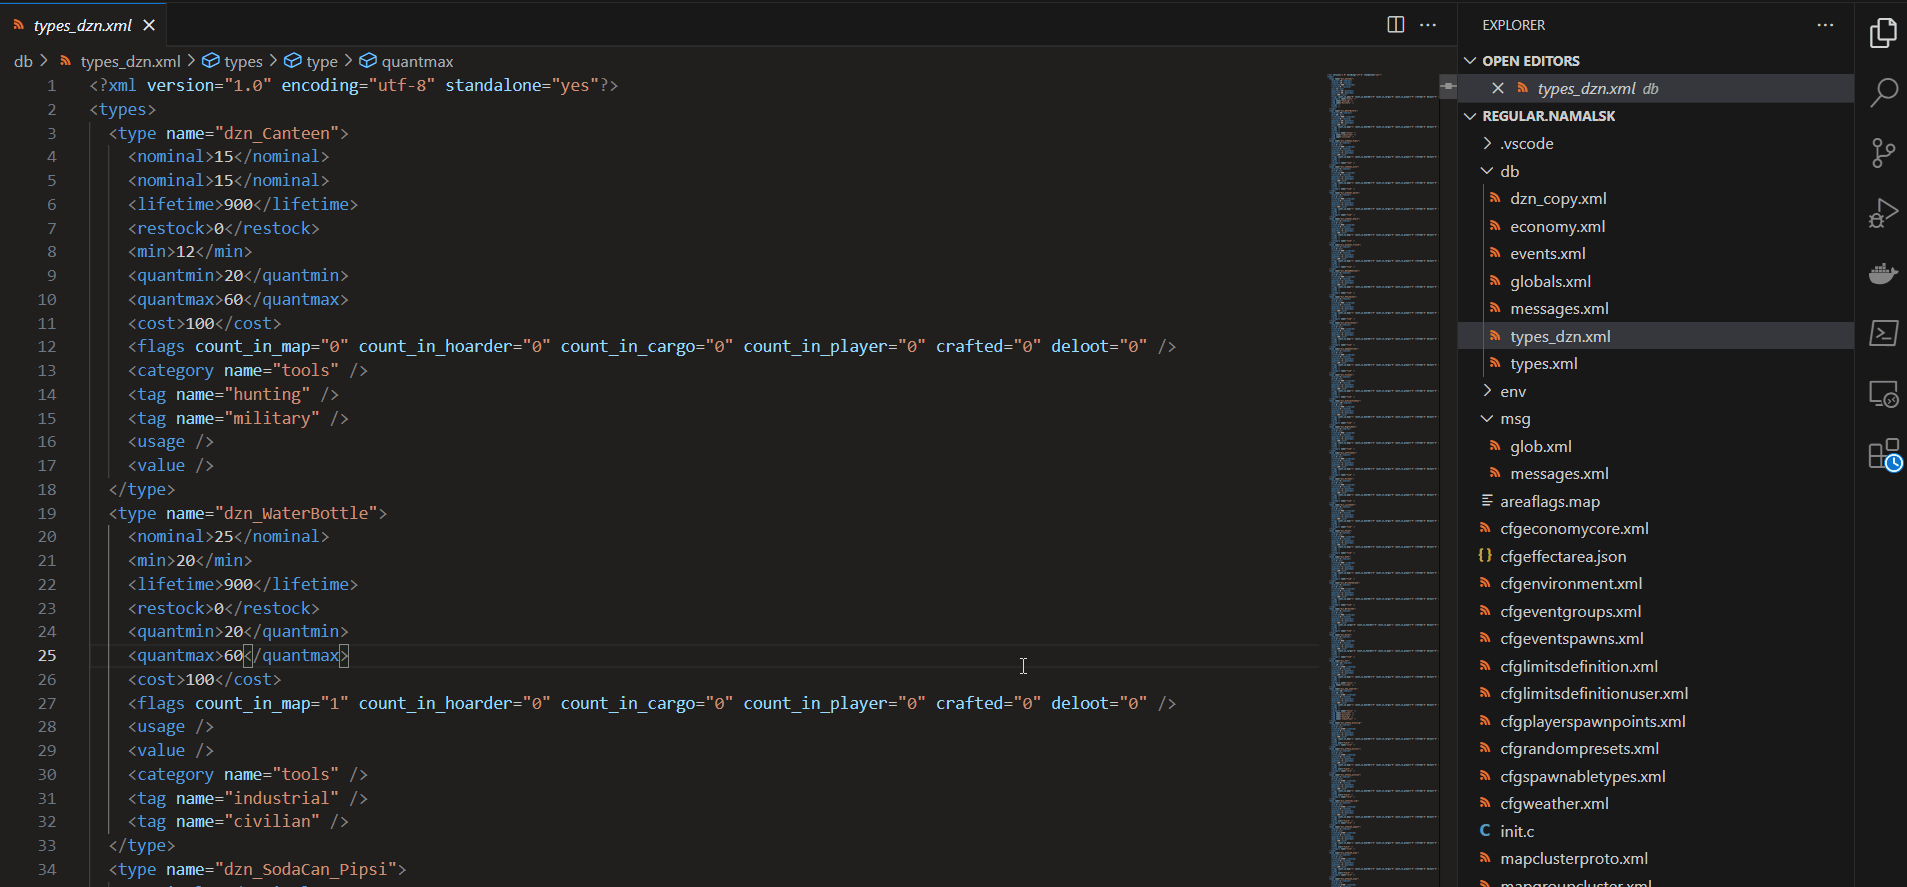 types_dzn.xml
db > types_dzn.xml > types > type > quantmax
1 <?xml version="1.0" encoding="utf-8" standalone="yes"?>
2 <types>
3 <type name="dzn_Canteen">
4 <nominal>15</nominal>
5 <nominal>15</nominal>
6 <lifetime>900</lifetime>
7 <restock>0</restock>
8 <min>12</min>
9 <quantmin>20</quantmin>
10 <quantmax>60</quantmax>
11 <cost>100</cost>
12 <flags count_in_map="0" count_in_hoarder="0" count_in_cargo="0" count_in_player="0" crafted="0" deloot="0" />
13 <category name="tools" />
14 <tag name="hunting" />
15 <tag name="military" />
16 <usage />
17 <value />
18 </type>
19 <type name="dzn_WaterBottle">
20 <nominal>25</nominal>
21 <min>20</min>
22 <lifetime>900</lifetime>
23 <restock>0</restock>
24 <quantmin>20</quantmin>
25 <quantmax>60</quantmax>
26 <cost>100</cost>
27 <flags count_in_map="1" count_in_hoarder="0" count_in_cargo="0" count_in_player="0" crafted="0" deloot="0" />
28 <usage />
29 <value />
30 <category name="tools" />
31 <tag name="industrial" />
32 <tag name="civilian" />
33 </type>
34 <type name="dzn_SodaCan_Pipsi">
EXPLORER
OPEN EDITORS
types_dzn.xml db
REGULAR.NAMALSK
.vscode
db
dzn_copy.xml
economy.xml
events.xml
globals.xml
messages.xml
types_dzn.xml
types.xml
env
msg
glob.xml
messages.xml
areaflags.map
cfgeconomycore.xml
cfgeffectarea.json
cfgenvironment.xml
cfgeventgroups.xml
cfgeventspawns.xml
cfglimitsdefinition.xml
cfglimitsdefinitionuser.xml
cfgplayerspawnpoints.xml
cfgrandompresets.xml
cfgspawnabletypes.xml
cfgweather.xml
init.c
mapclusterproto.xml
mapgroupcluster.xml